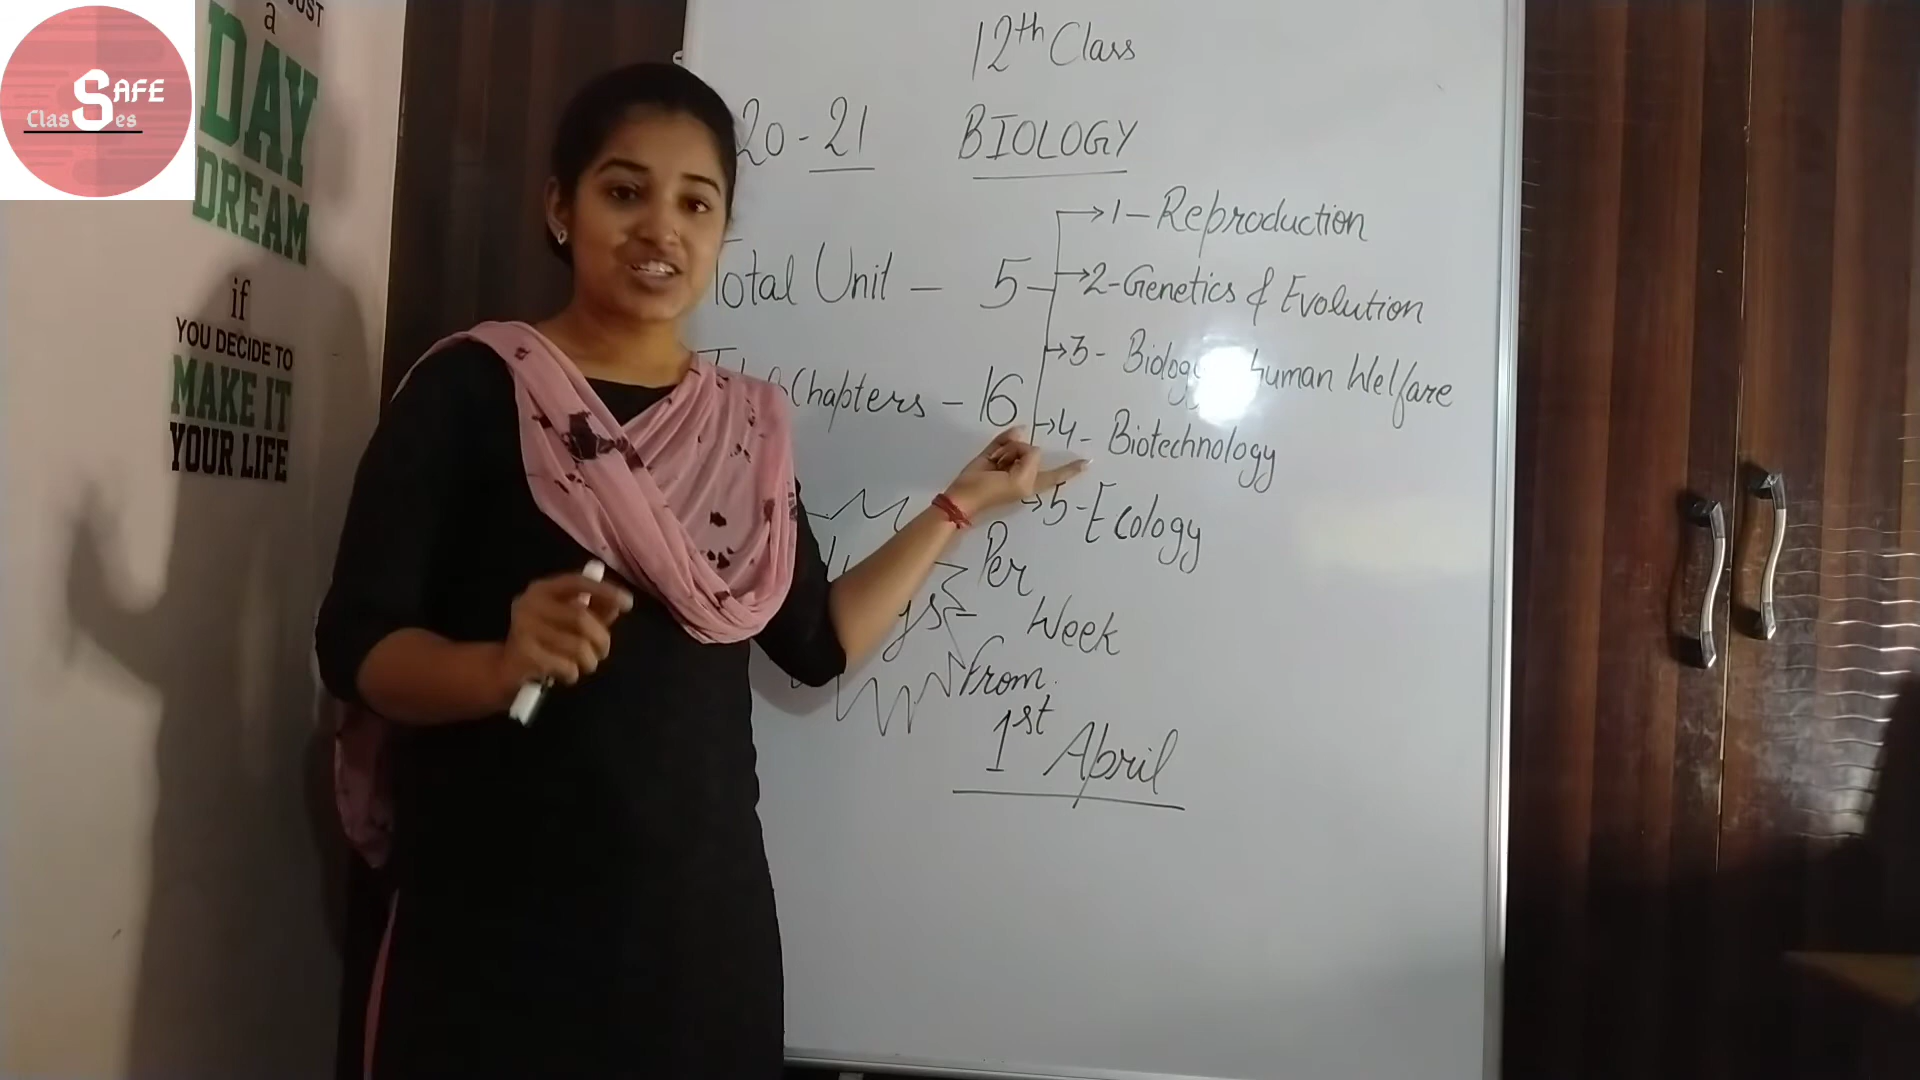 SAFE
Classes
JUST
a
DAY
DREAM
if
YOU DECIDE TO
MAKE IT
YOUR LIFE
12th Class
20-21 BIOLOGY
Total Unit - 5
1- Reproduction
2- Genetics & Evolution
3- Biology Human Welfare
4- Biotechnology
5- Ecology
Chapters - 16
Per
Week
From
1st April